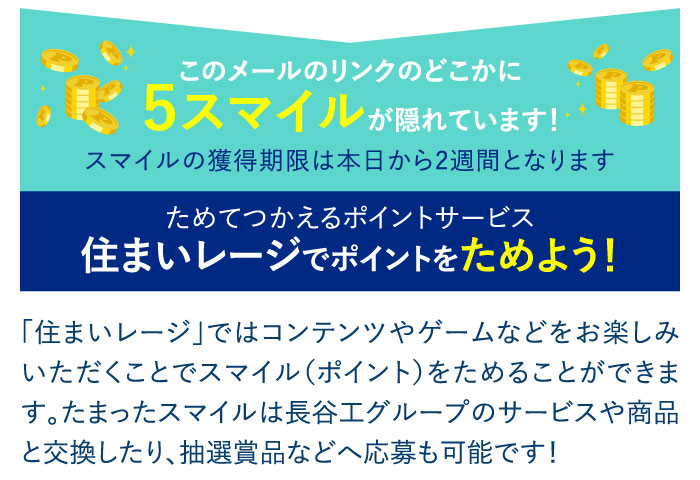 このメールのリンクのどこかに
5スマイルが隠れています!
スマイルの獲得期限は本日から2週間となります
ためてつかえるポイントサービス
住まいレージでポイントをためよう!
「住まいレージ」ではコンテンツやゲームなどをお楽しみ
いただくことでスマイル(ポイント)をためることができま
す。たまったスマイルは長谷工グループのサービスや商品
と交換したり、抽選賞品などへ応募も可能です!